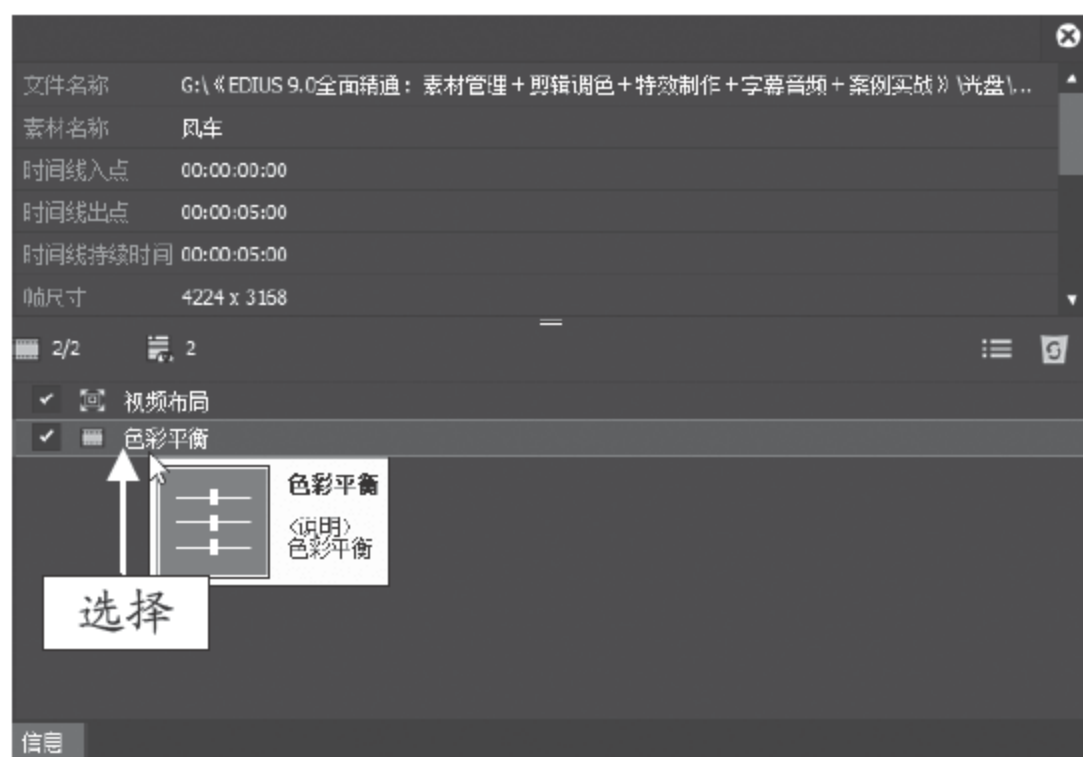 文件名称 G:\《EDIUS 9.0全面精通：素材管理＋剪辑调色＋特效制作＋字幕音频＋案例实战》\光盘\...
素材名称 风车
时间线入点 00:00:00:00
时间线出点 00:00:05:00
时间线持续时间 00:00:05:00
帧尺寸 4224 x 3168
2/2 2
视频布局
色彩平衡
色彩平衡
<说明>
色彩平衡
选择
信息